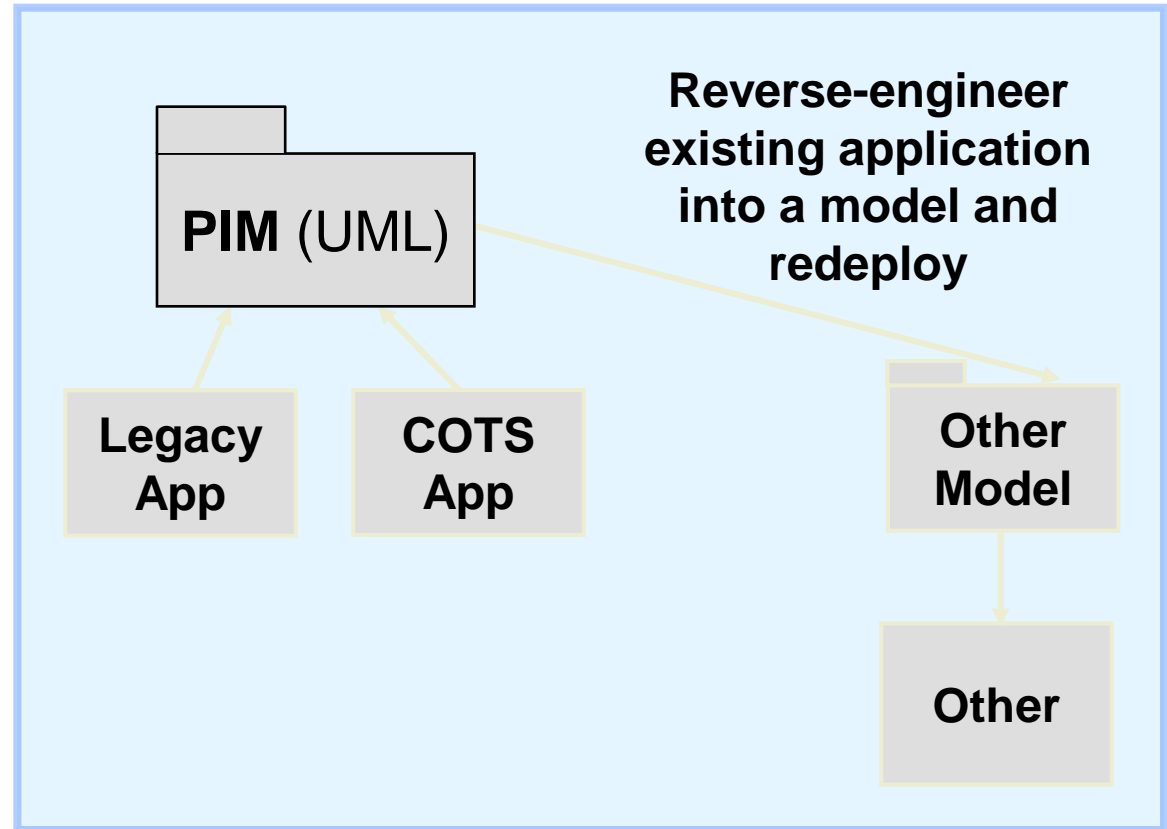 Reverse-engineer
existing application
into a model and
redeploy
PIM (UML)
Legacy
App
COTS
App
Other
Model
Other